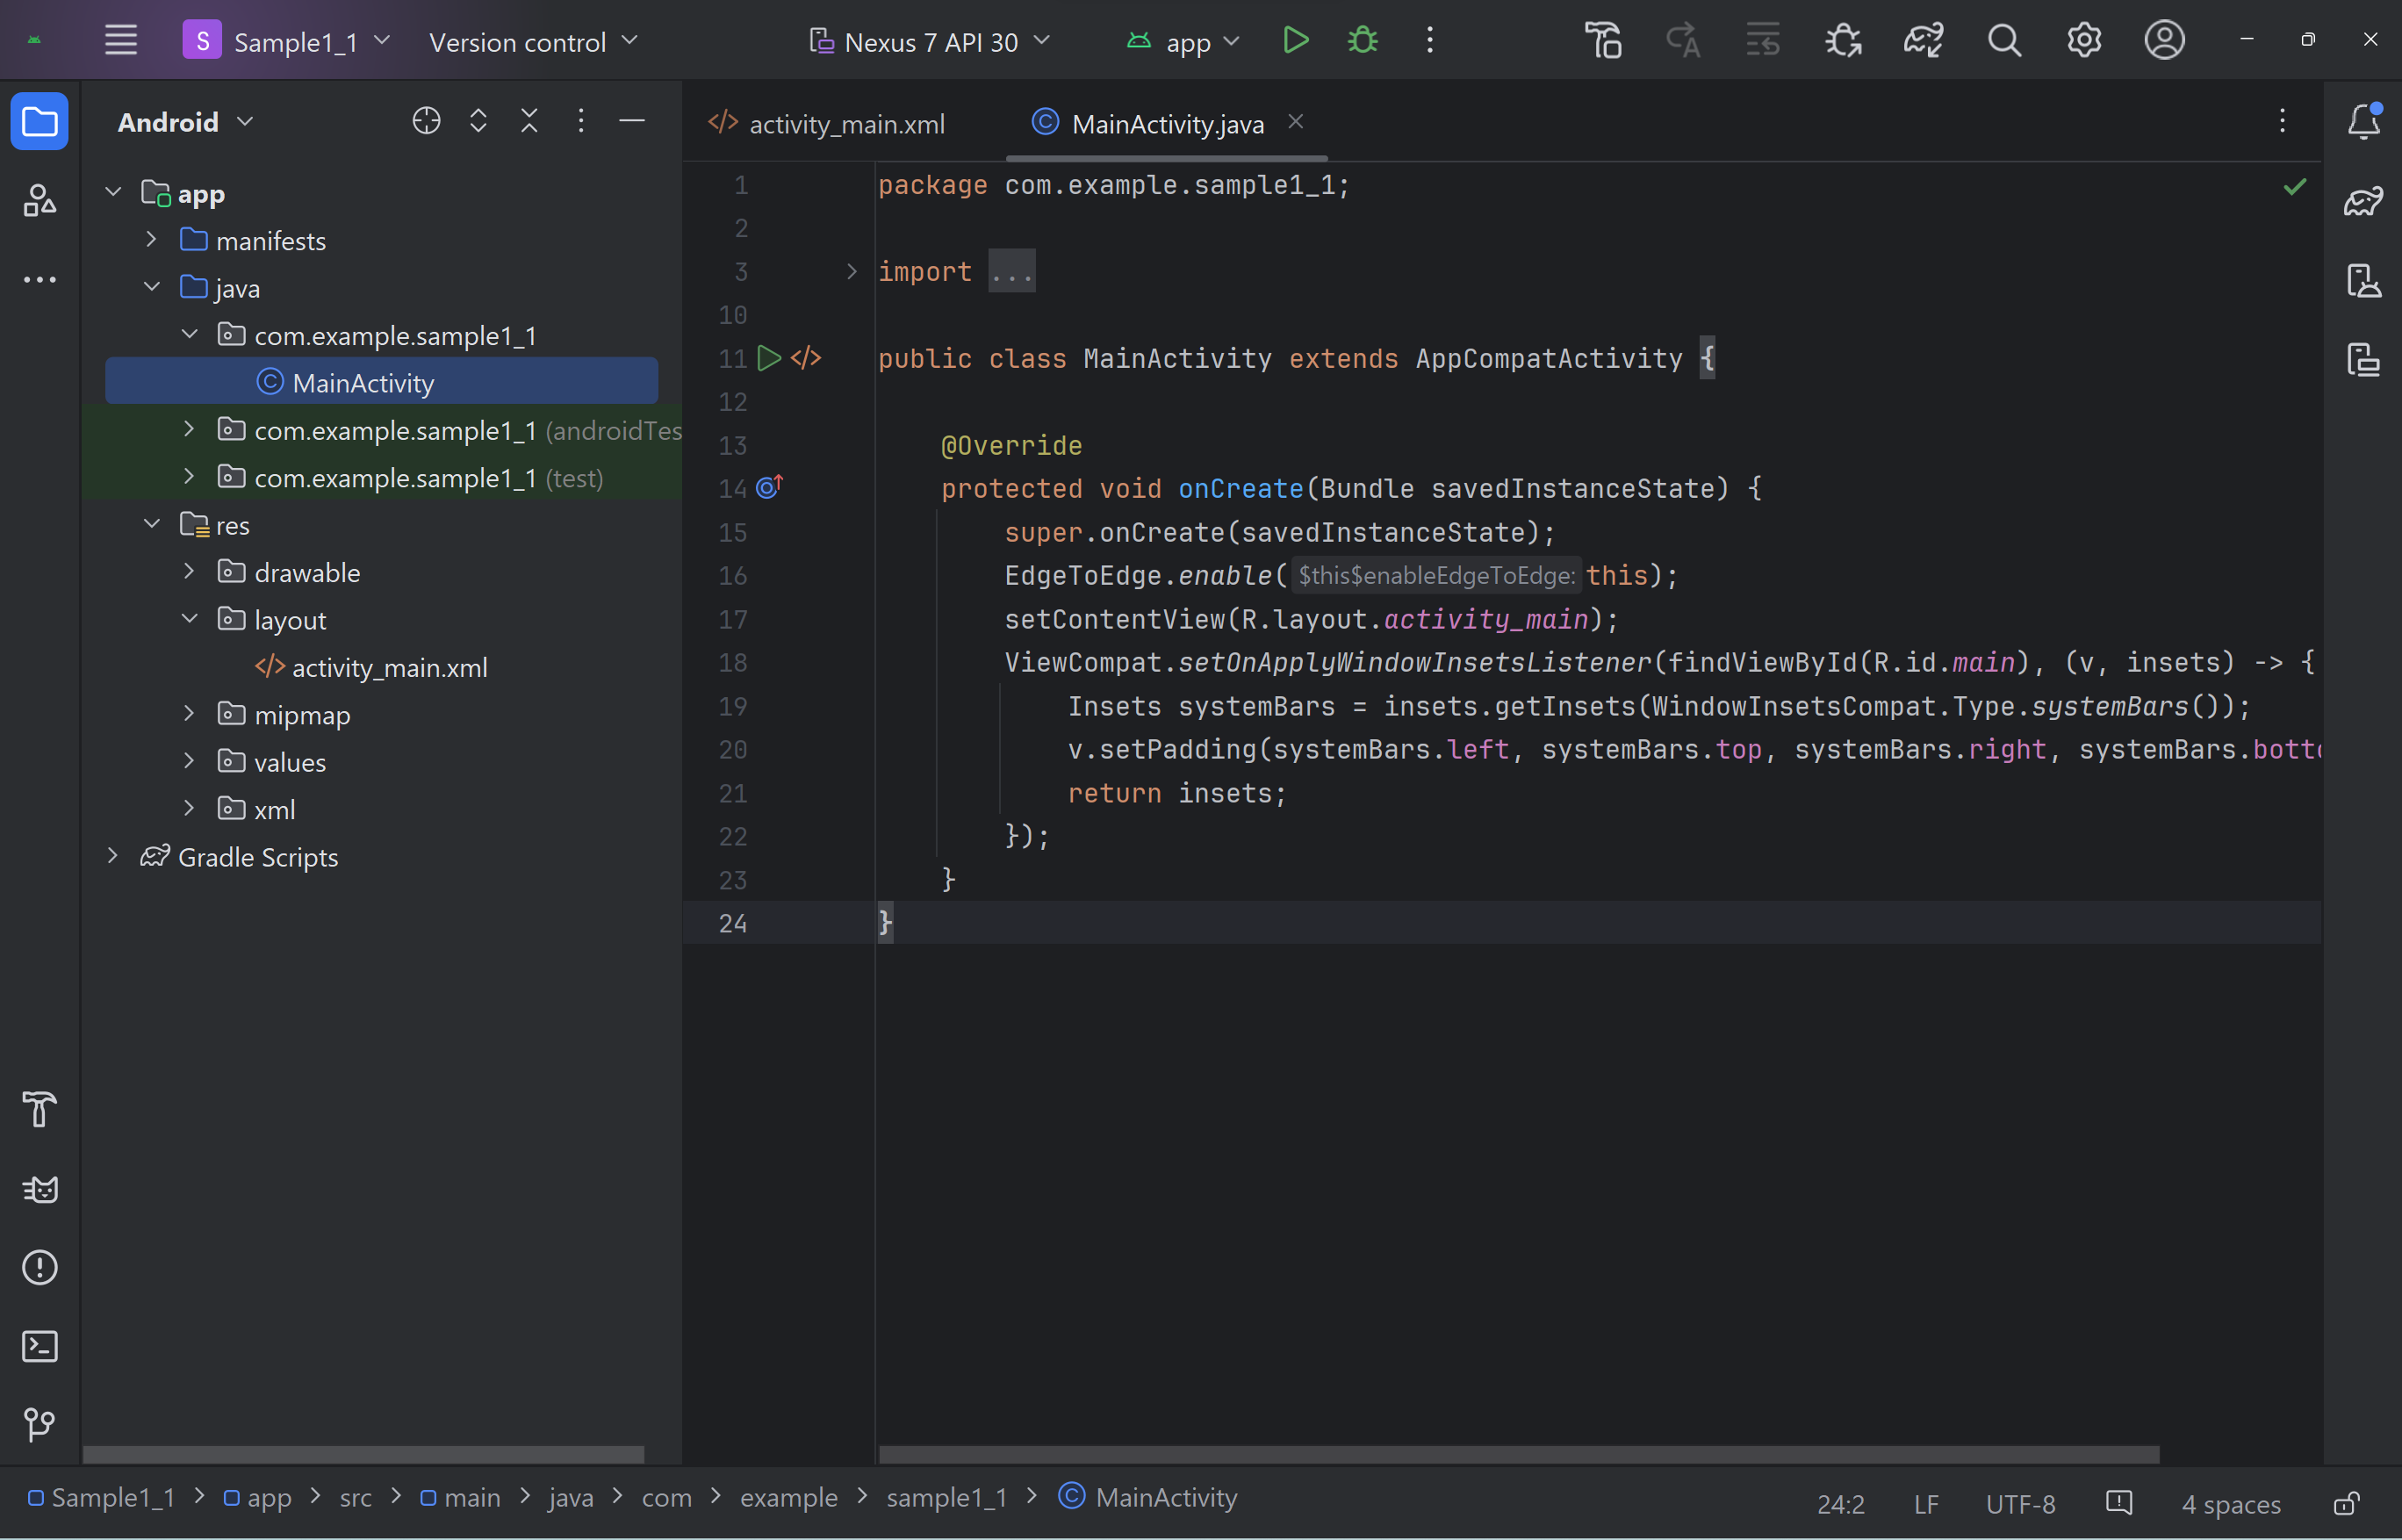 S Sample1_1 Version control Nexus 7 API 30 app
Android
app
manifests
java
com.example.sample1_1
MainActivity
com.example.sample1_1 (androidTes
com.example.sample1_1 (test)
res
drawable
layout
activity_main.xml
mipmap
values
xml
Gradle Scripts
activity_main.xml MainActivity.java
1 package com.example.sample1_1;
2
3 import ...
10
11 public class MainActivity extends AppCompatActivity {
12
13 @Override
14 protected void onCreate(Bundle savedInstanceState) {
15 super.onCreate(savedInstanceState);
16 EdgeToEdge.enable( $this$enableEdgeToEdge: this);
17 setContentView(R.layout.activity_main);
18 ViewCompat.setOnApplyWindowInsetsListener(findViewById(R.id.main), (v, insets) -> {
19 Insets systemBars = insets.getInsets(WindowInsetsCompat.Type.systemBars());
20 v.setPadding(systemBars.left, systemBars.top, systemBars.right, systemBars.botto
21 return insets;
22 });
23 }
24 }
Sample1_1 > app > src > main > java > com > example > sample1_1 > MainActivity
24:2 LF UTF-8 4 spaces